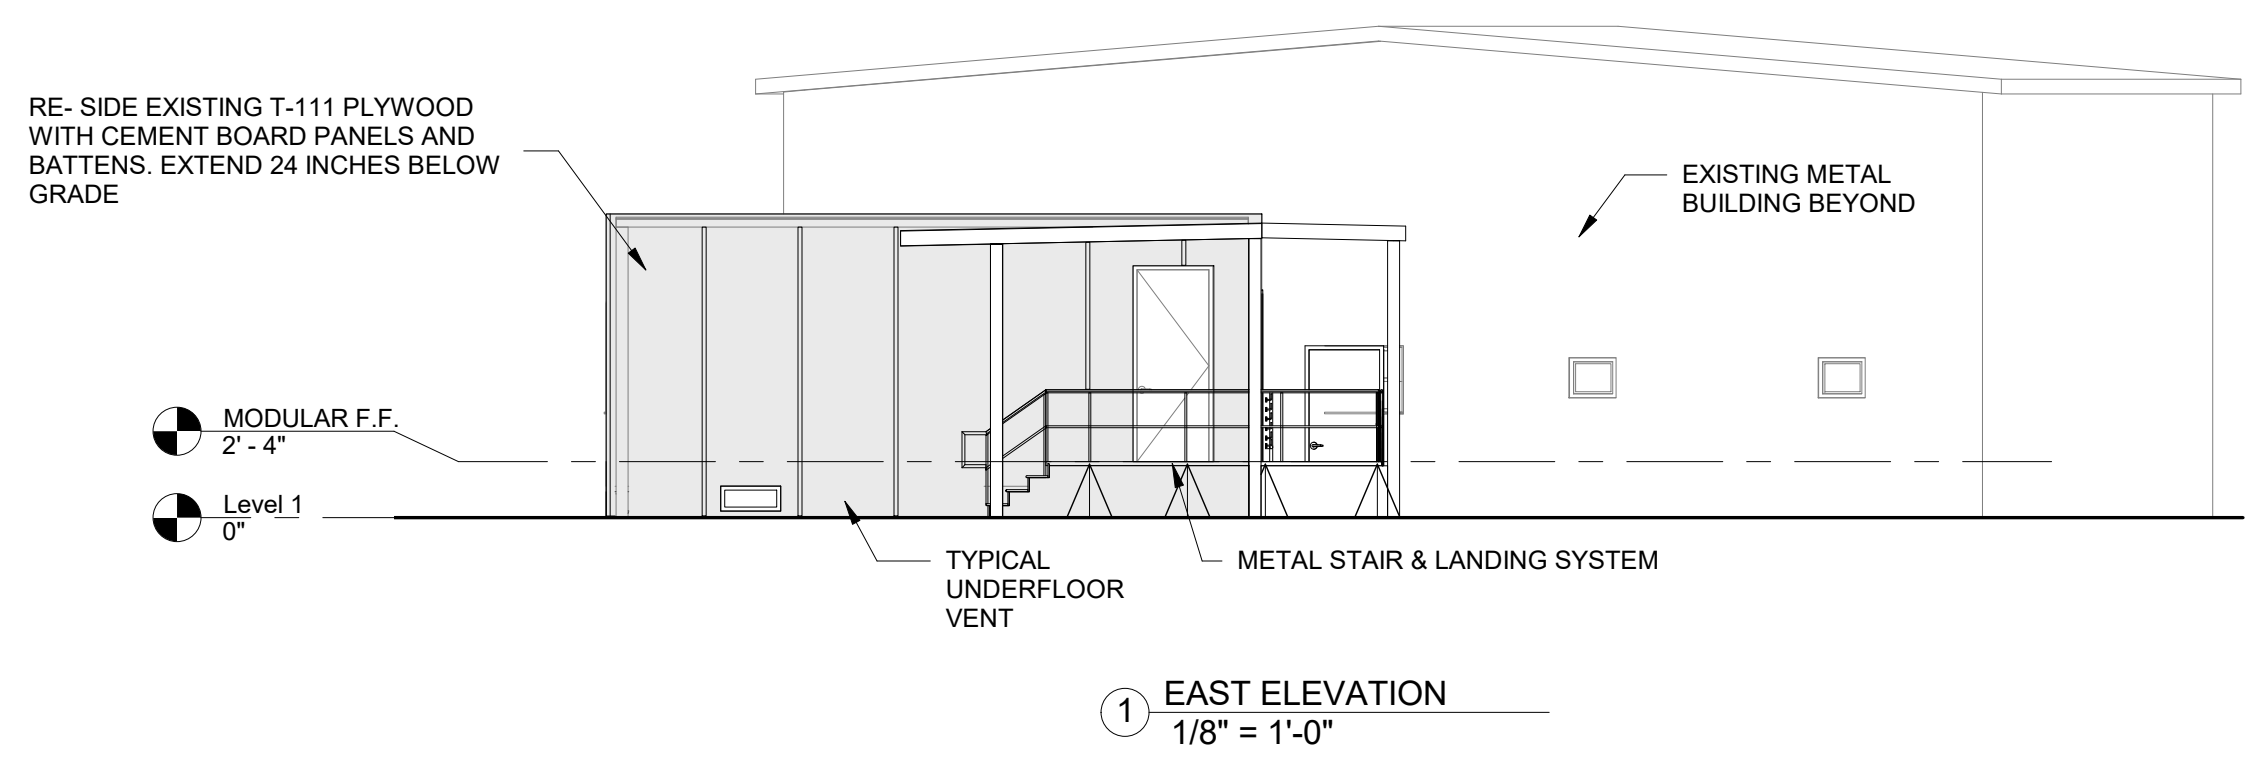 RE- SIDE EXISTING T-111 PLYWOOD
WITH CEMENT BOARD PANELS AND
BATTENS. EXTEND 24 INCHES BELOW
GRADE
EXISTING METAL
BUILDING BEYOND
MODULAR F.F.
2' - 4"
Level 1
0"
TYPICAL
UNDERFLOOR
VENT
METAL STAIR & LANDING SYSTEM
1
EAST ELEVATION
1/8" = 1'-0"